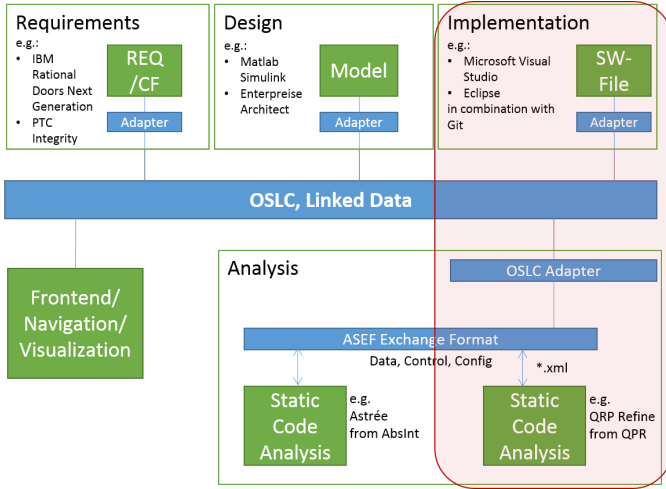 Requirements
e.g.:
• IBM
Rational
Doors Next
Generation
• PTC
Integrity
REQ
/CF
Adapter
Design
e.g.:
• Matlab
Simulink
• Enterpreise
Architect
Model
Adapter
Implementation
e.g.:
• Microsoft Visual
Studio
• Eclipse
in combination with
Git
SW-
File
Adapter
OSLC, Linked Data
Frontend/
Navigation/
Visualization
Analysis
OSLC Adapter
ASEF Exchange Format
Data, Control, Config
*.xml
Static
Code
Analysis
e.g.
Astrée
from AbsInt
Static
Code
Analysis
e.g.
QRP Refine
from QPR